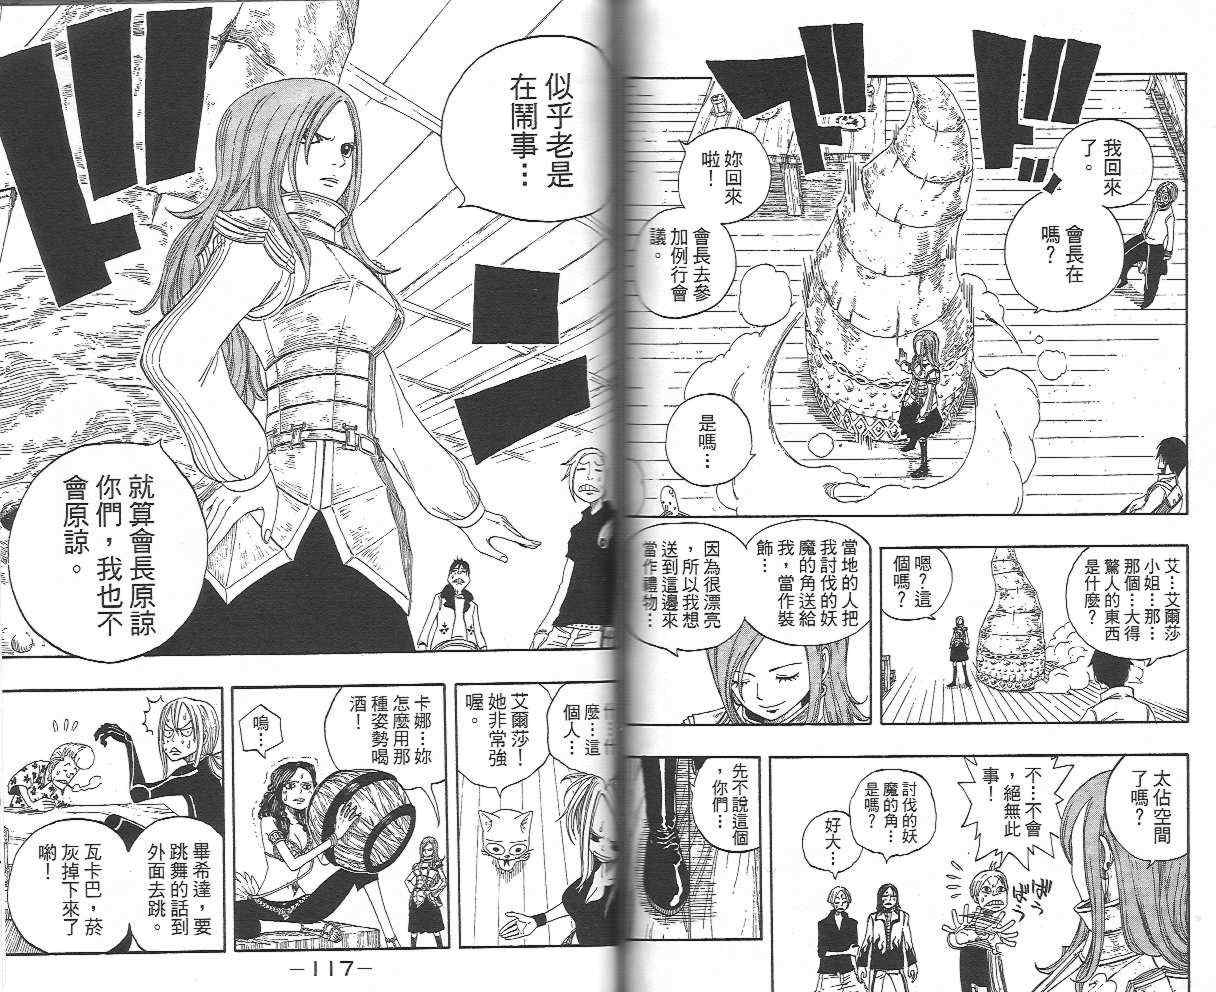 我回來
了。
會長在
嗎？
妳回來
啦！
會長去參
加例行會
議。
是嗎…
艾…艾爾莎
小姐…那…
那個…大得
驚人的東西
是什麼？
嗯？這
個嗎？
當地的人把
我討伐的妖
魔的角送給
我，當作裝
飾…
因為很漂亮
，所以我想
送到這邊來
當作禮物…
太佔空間
了嗎？
不…不會
，絕無此
事！
討伐的妖
魔的角…
是嗎？
好大…
先不說這個
，你們…
似乎老是
在鬧事…
就算會長原諒
你們，我也不
會原諒。
麼…這
個人…
艾爾莎！
她非常強
喔。
卡娜…妳
怎麼用那
種姿勢喝
酒！
嗚…
畢希達，要
跳舞的話到
外面去跳。
瓦卡巴，菸
灰掉下來了
喲！
－117－